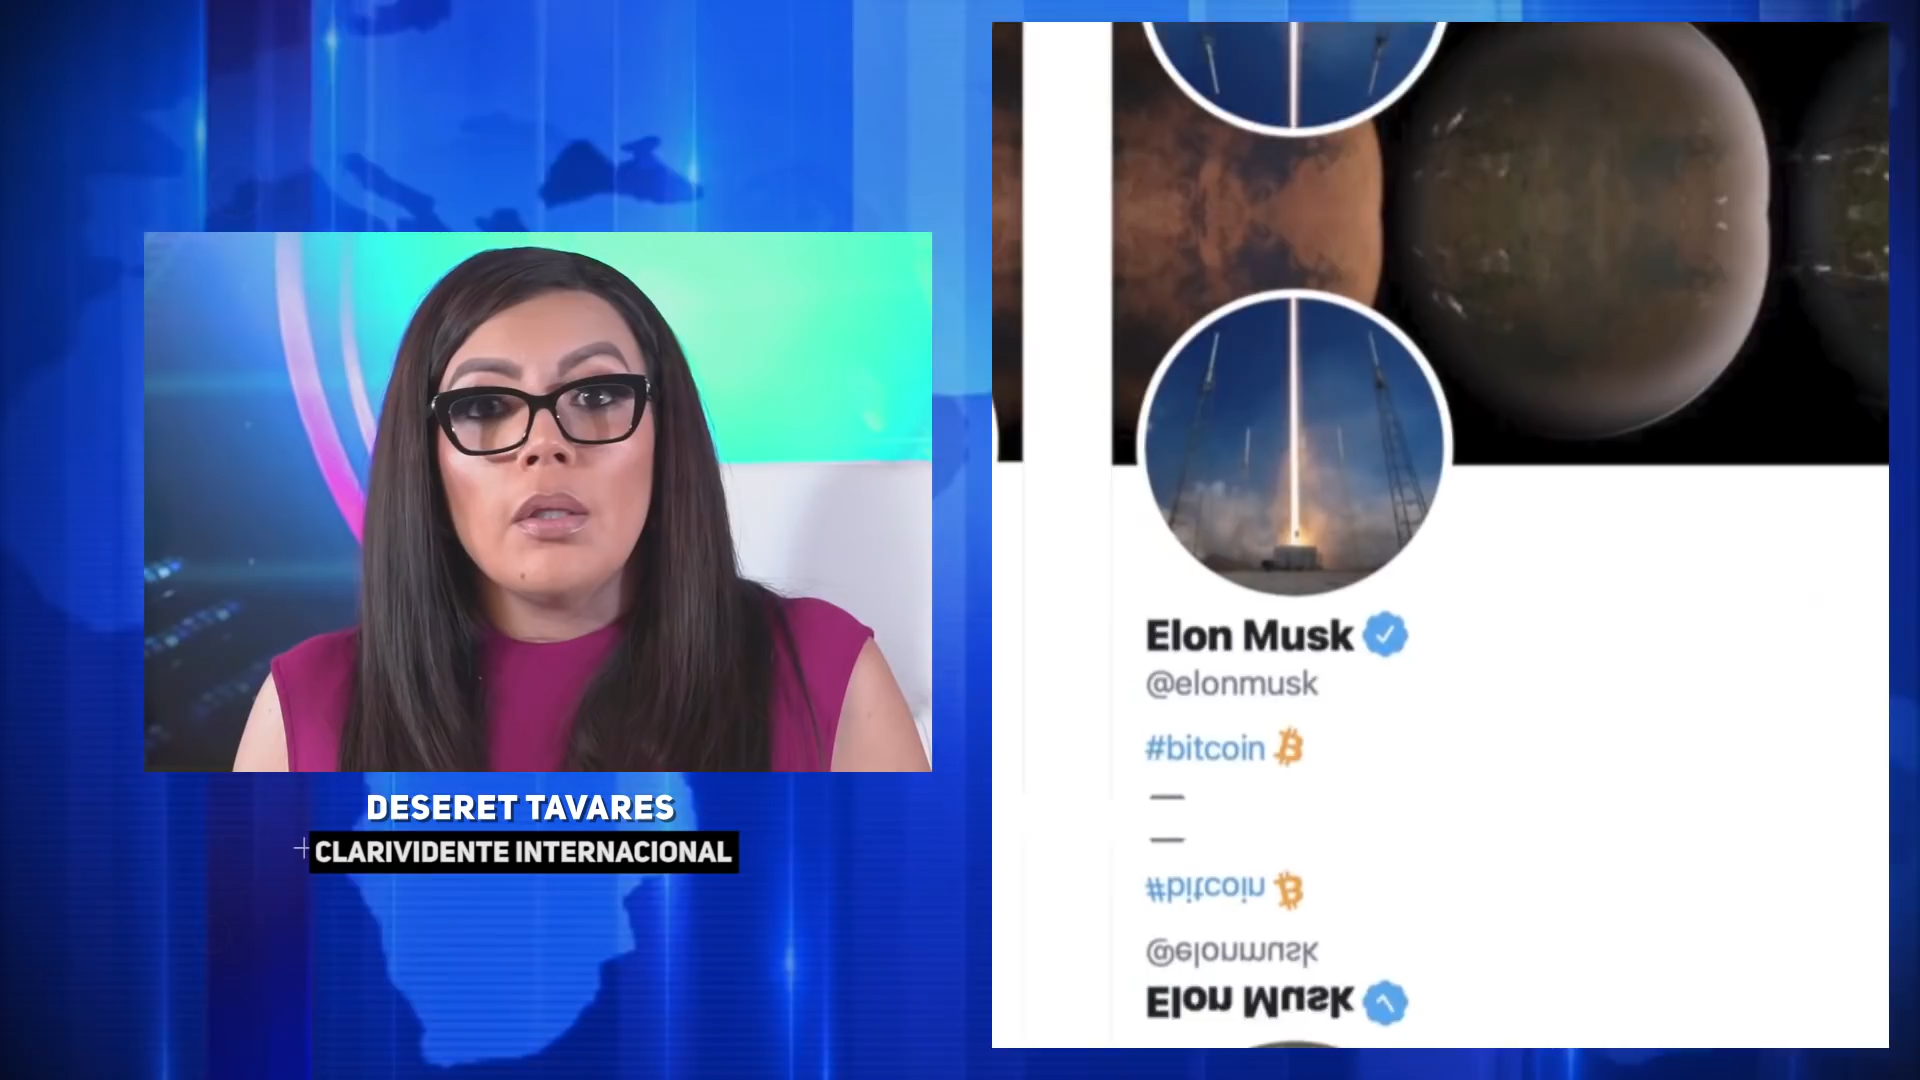 DESERET TAVARES
CLARIVIDENTE INTERNACIONAL
Elon Musk
@elonmusk
#bitcoin
#bitcoin
@elonmusk
Elon Musk